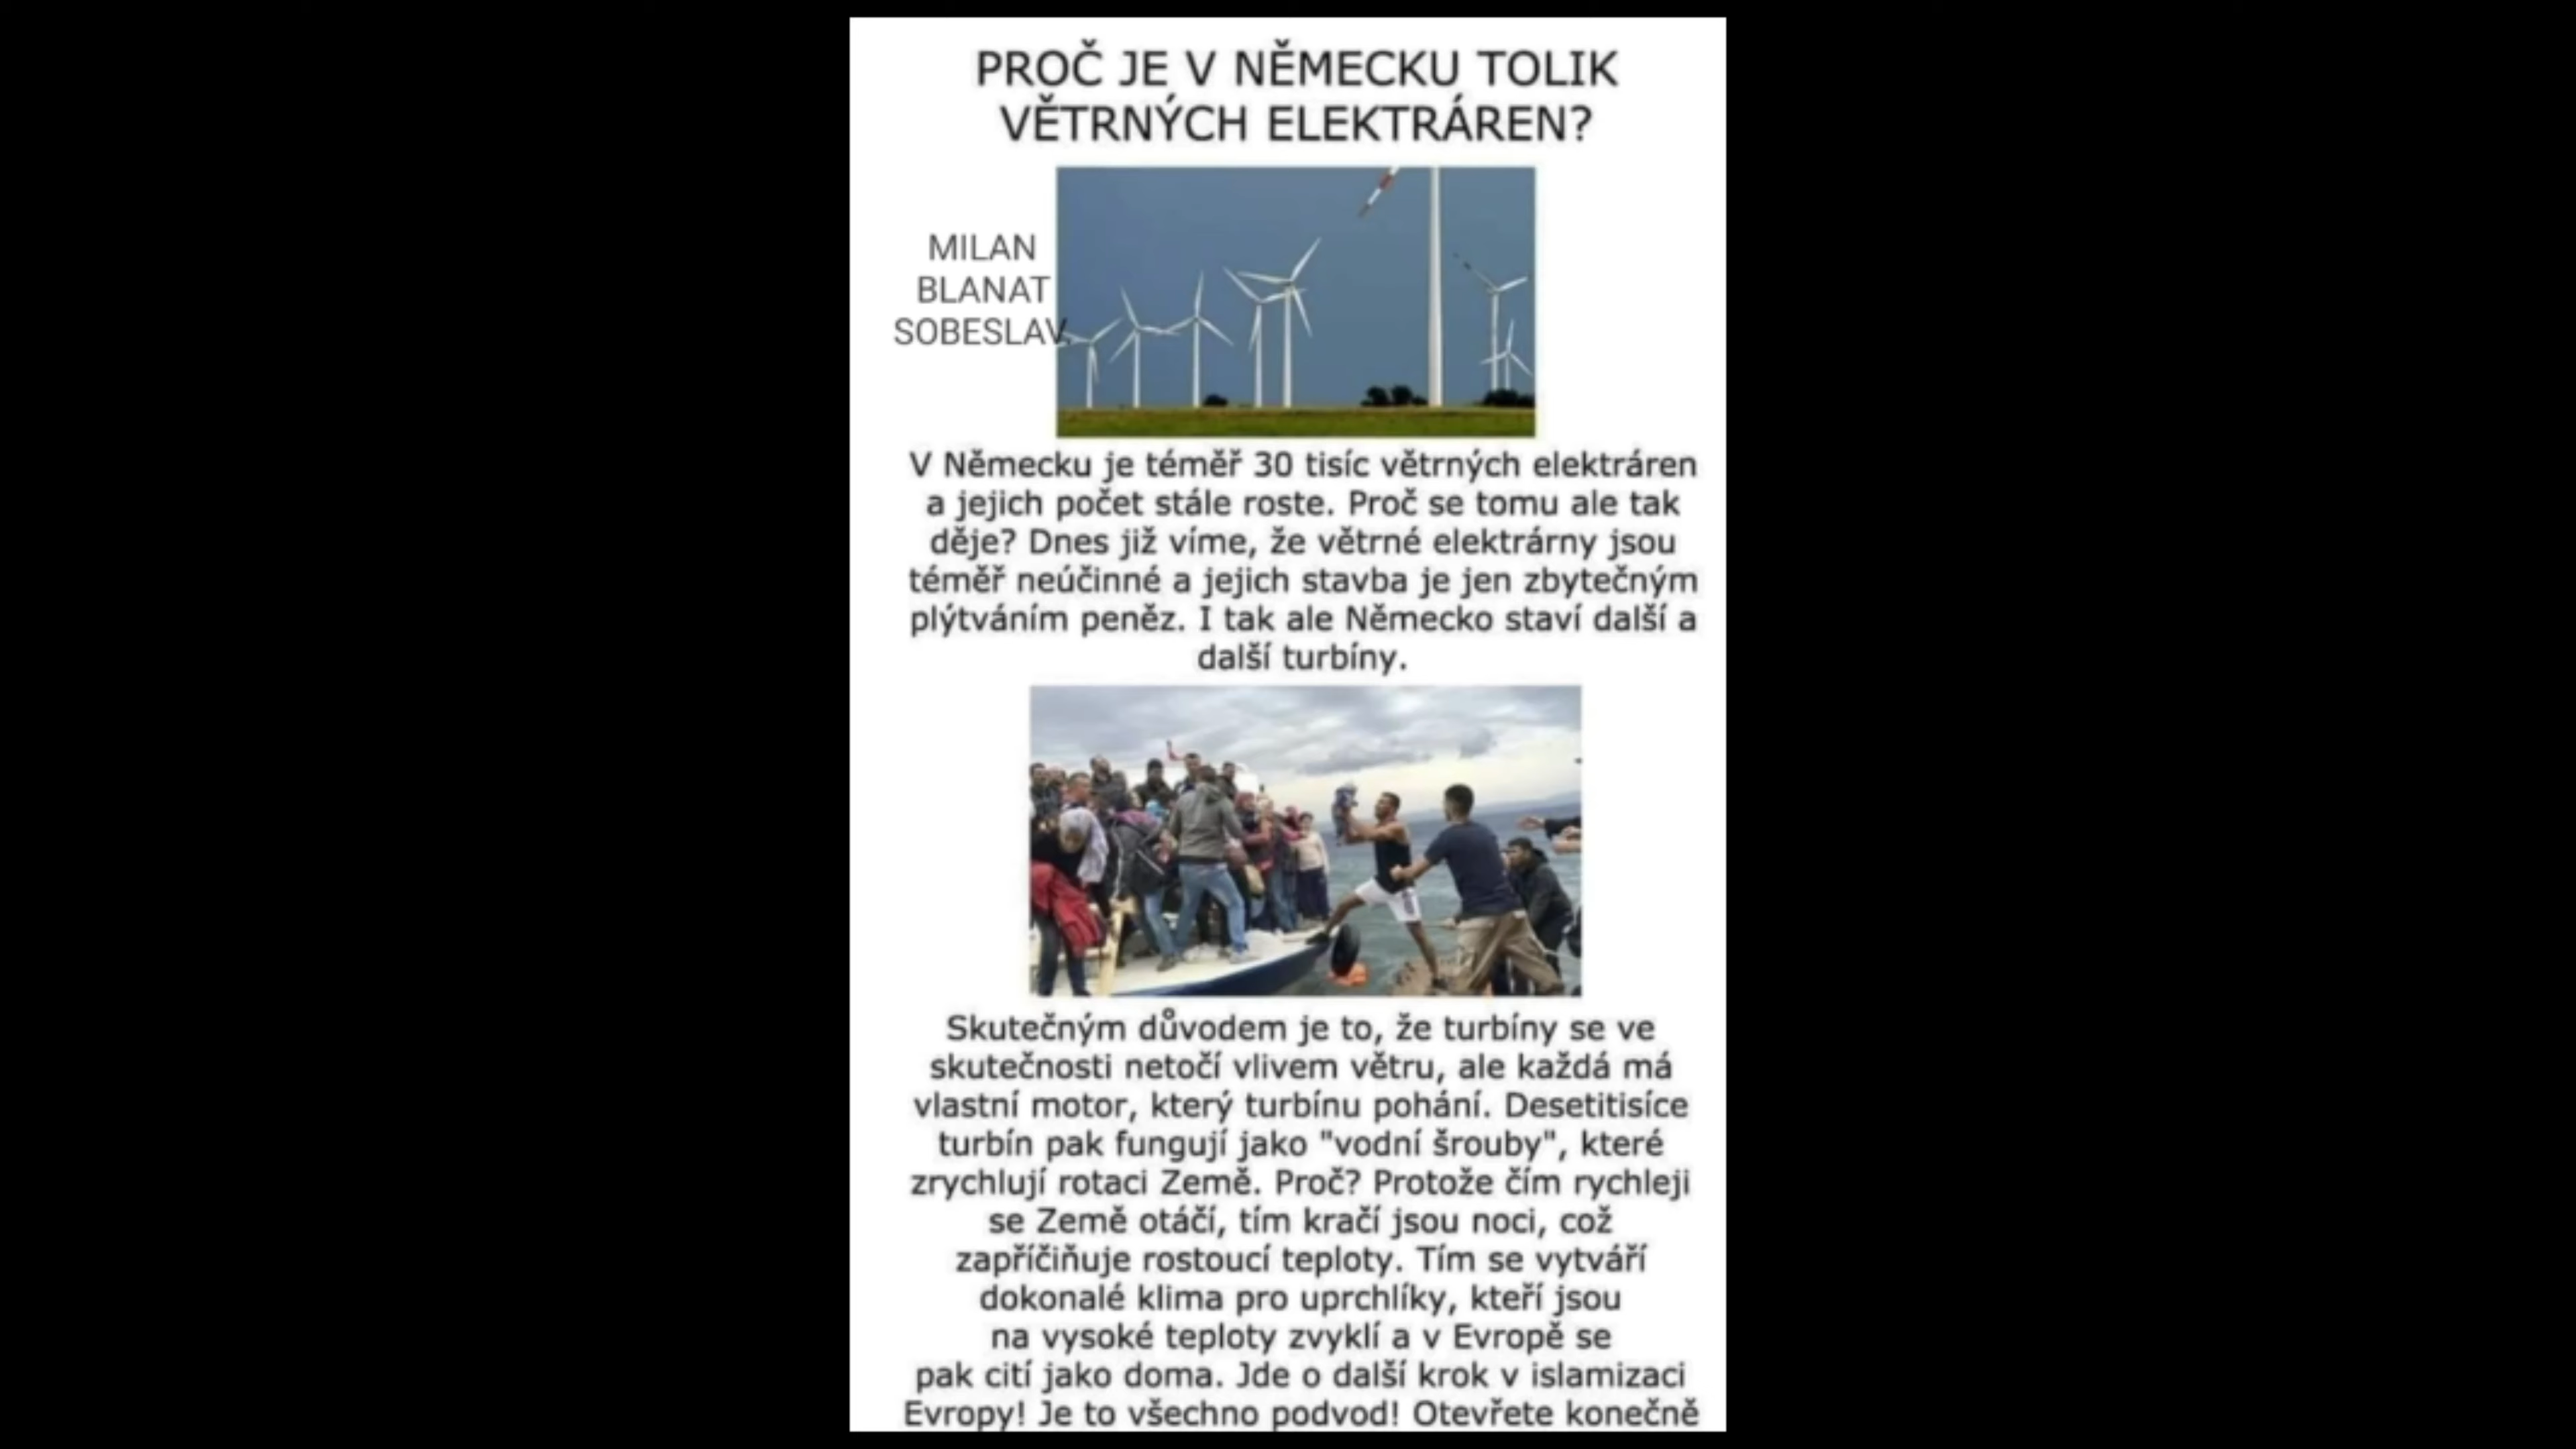 PROČ JE V NĚMECKU TOLIK
VĚTRNÝCH ELEKTRÁREN?
MILAN
BLANAT
SOBESLAV.
V Německu je téměř 30 tisíc větrných elektráren
a jejich počet stále roste. Proč se tomu ale tak
děje? Dnes již víme, že větrné elektrárny jsou
téměř neúčinné a jejich stavba je jen zbytečným
plýtváním peněz. I tak ale Německo staví další a
další turbíny.
Skutečným důvodem je to, že turbíny se ve
skutečnosti netočí vlivem větru, ale každá má
vlastní motor, který turbínu pohání. Desetitisíce
turbín pak fungují jako "vodní šrouby", které
zrychlují rotaci Země. Proč? Protože čím rychleji
se Země otáčí, tím kračí jsou noci, což
zapříčiňuje rostoucí teploty. Tím se vytváří
dokonalé klima pro uprchlíky, kteří jsou
na vysoké teploty zvyklí a v Evropě se
pak cití jako doma. Jde o další krok v islamizaci
Evropy! Je to všechno podvod! Otevřete konečně